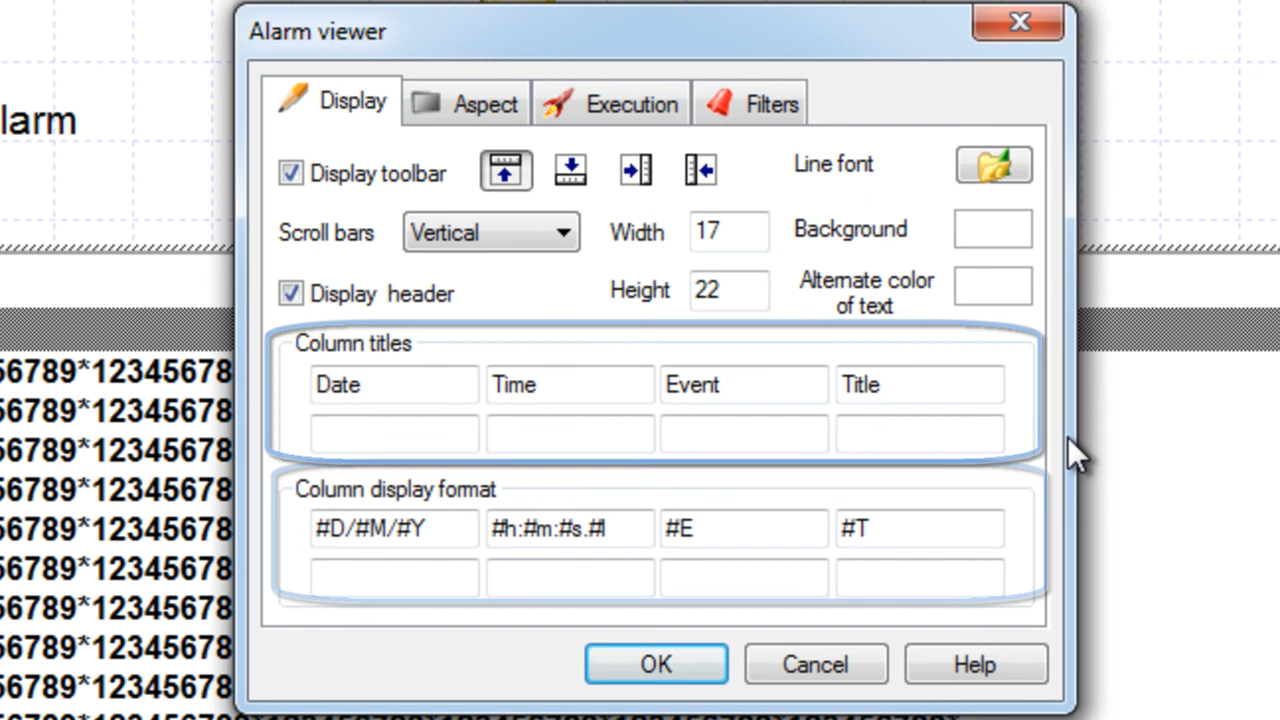 Alarm viewer
larm
Display
Aspect
Execution
Filters
Display toolbar
Line font
Scroll bars
Vertical
Width
17
Background
Display header
Height
22
Alternate color
of text
Column titles
Date
Time
Event
Title
Column display format
#D/#M/#Y
#h:#m:#s.#l
#E
#T
OK
Cancel
Help
56789*12345678
56789*12345678
56789*12345678
56789*12345678
56789*12345678
56789*12345678
56789*12345678
56789*12345678
56789*12345678